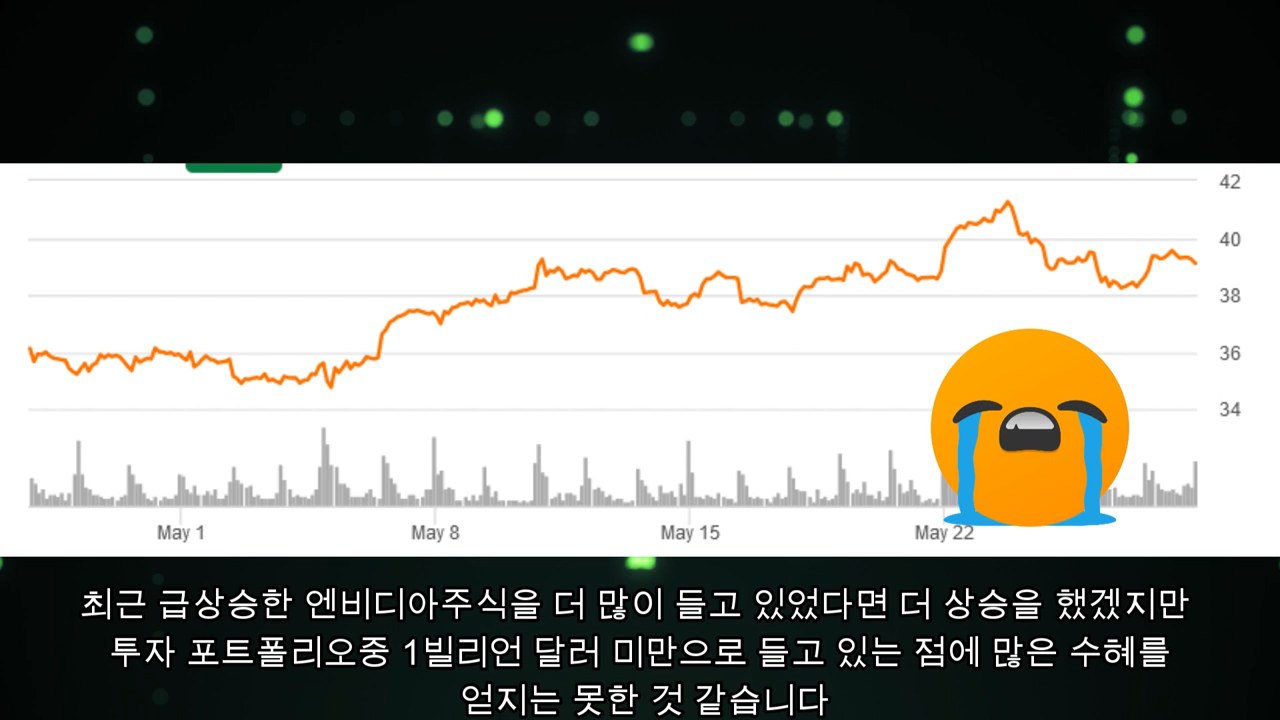 42
40
38
36
34
May 1
May 8
May 15
May 22
최근 급상승한 엔비디아주식을 더 많이 들고 있었다면 더 상승을 했겠지만
투자 포트폴리오중 1빌리언 달러 미만으로 들고 있는 점에 많은 수혜를
얻지는 못한 것 같습니다